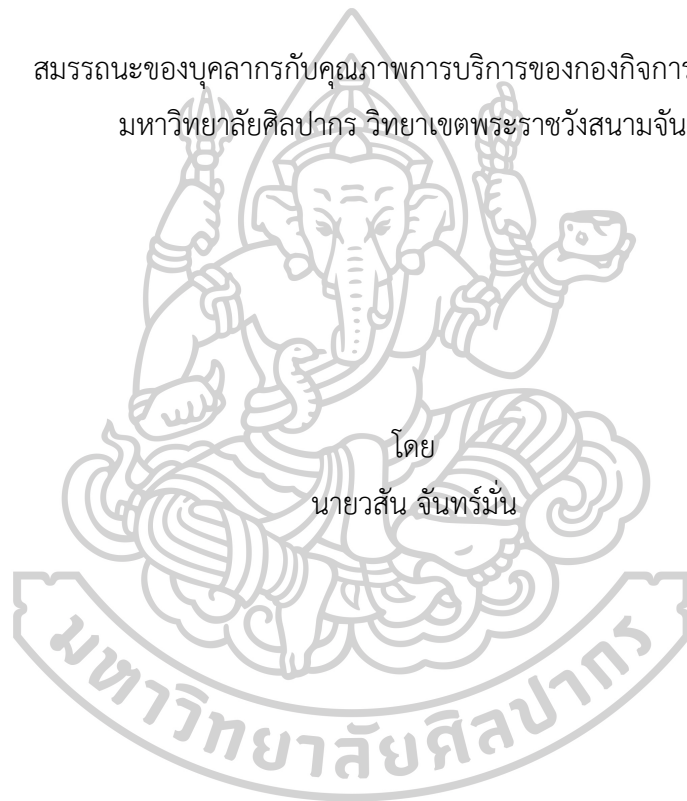 สมรรถนะของบุคลากรกับคุณภาพการบริการของกองกิจการ
มหาวิทยาลัยศิลปากร วิทยาเขตพระราชวังสนามจัน
โดย
นายวสัน จันทร์มั่น
มหาวิทยาลัยศิลปากร